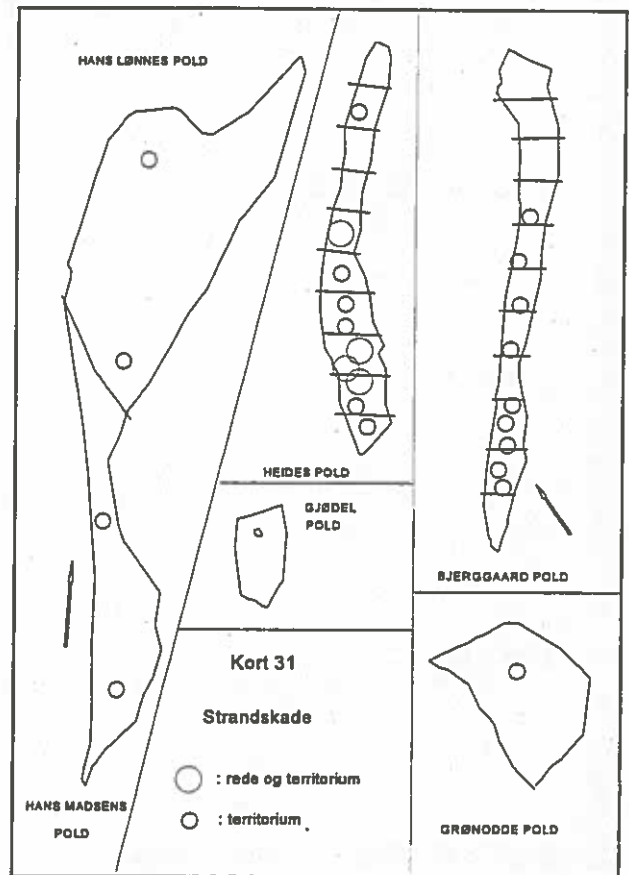 HANS LØNNES POLD
HEIDES POLD
GJØDEL
POLD
BJERGGAARD POLD
Kort 31
Strandskade
: rede og territorium
: territorium
HANS MADSENS
POLD
GRØNODDE POLD